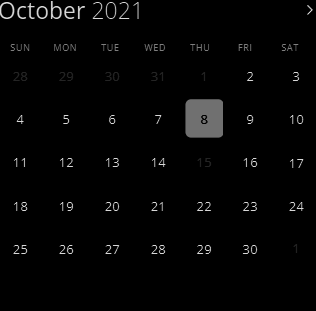 October 2021
SUN MON TUE WED THU FRI SAT
28 29 30 31 1 2 3
4 5 6 7 8 9 10
11 12 13 14 15 16 17
18 19 20 21 22 23 24
25 26 27 28 29 30 1